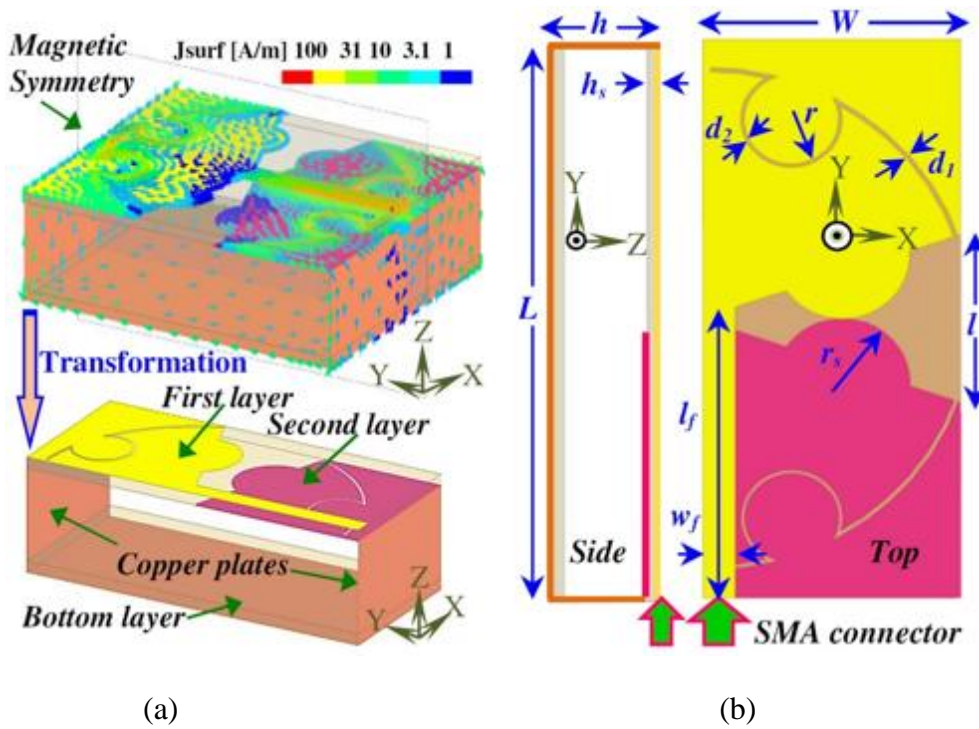 Magnetic
Symmetry
Jsurf [A/m] 100 31 10 3.1 1
Z
Y X
Transformation
First layer
Second layer
Copper plates
Bottom layer
Z
Y X
h
W
hs
r
d2
d1
Y
Z
Y
X
L
l
rs
lf
wf
Side
Top
SMA connector
(a)
(b)